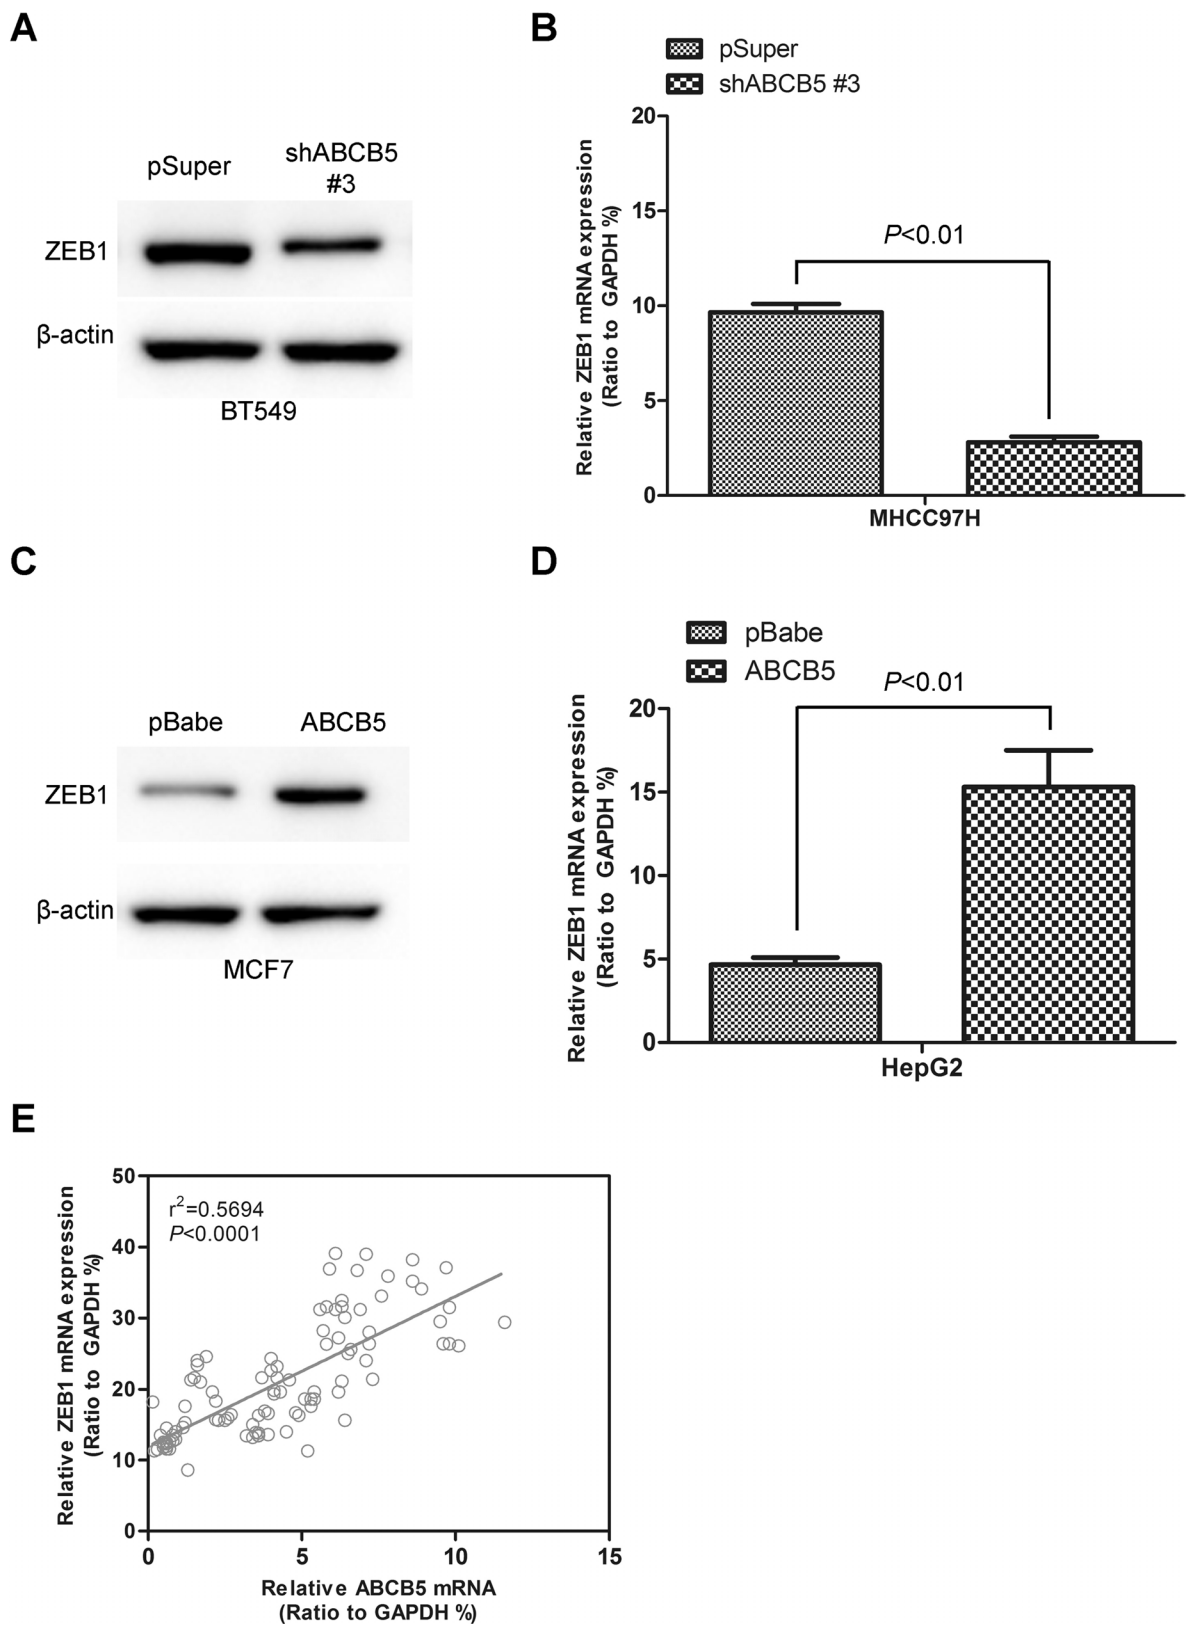 A
pSuper
shABCB5
#3
ZEB1
β-actin
BT549
B
pSuper
shABCB5 #3
Relative ZEB1 mRNA expression
(Ratio to GAPDH %)
20
15
10
5
0
P<0.01
MHCC97H
C
pBabe
ABCB5
ZEB1
β-actin
MCF7
D
pBabe
ABCB5
Relative ZEB1 mRNA expression
(Ratio to GAPDH %)
20
15
10
5
0
P<0.01
HepG2
E
Relative ZEB1 mRNA expression
(Ratio to GAPDH %)
50
40
30
20
10
0
r²=0.5694
P<0.0001
0
5
10
15
Relative ABCB5 mRNA
(Ratio to GAPDH %)